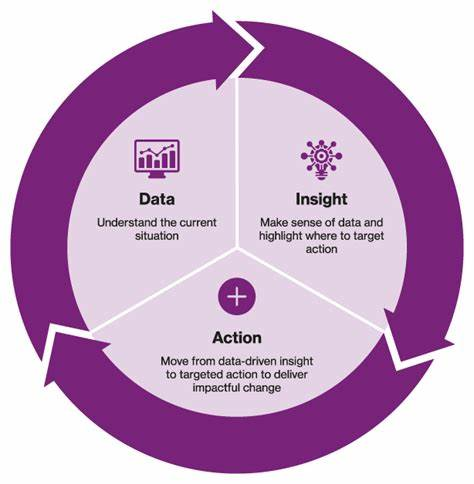 Data
Understand the current
situation
Insight
Make sense of data and
highlight where to target
action
Action
Move from data-driven insight
to targeted action to deliver
impactful change